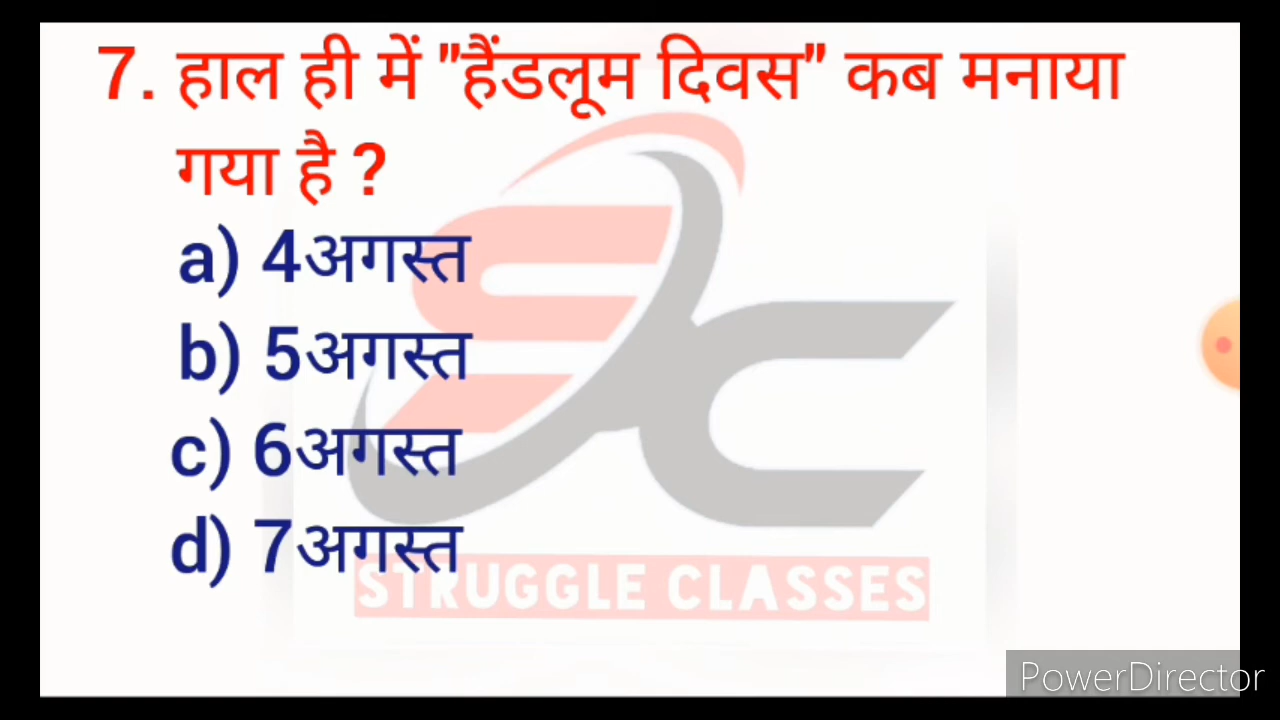 7. हाल ही में "हैंडलूम दिवस" कब मनाया
गया है ?
a) 4अगस्त
b) 5अगस्त
c) 6अगस्त
d) 7अगस्त
STRUGGLE CLASSES
PowerDirector